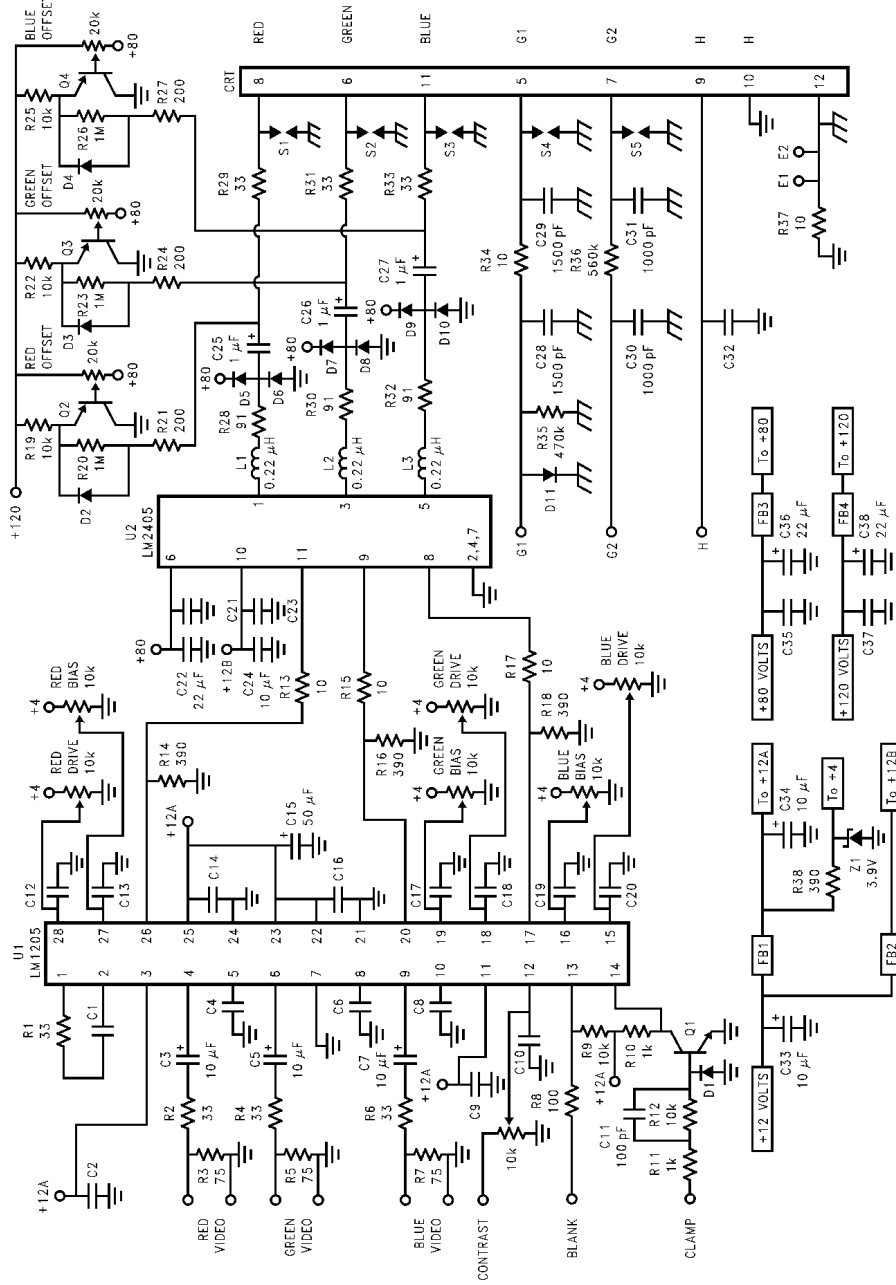 +12A
C2
R1
33
C1
RED
VIDEO
R3
75
R2
33
C3
10 µF
C4
GREEN
VIDEO
R5
75
R4
33
C5
10 µF
C6
BLUE
VIDEO
R7
75
R6
33
C7
10 µF
C8
+12A
C9
CONTRAST
10k
C10
BLANK
R8
100
R9
10k
+12A
R10
1k
CLAMP
R11
1k
C11
100 pF
R12
10k
D1
Q1
U1
LM1205
1
2
3
4
5
6
7
8
9
10
11
12
13
14
28
27
26
25
24
23
22
21
20
19
18
17
16
15
C12
C13
+4
RED
DRIVE
10k
+4
RED
BIAS
10k
R14
390
+12A
C14
C15
50 µF
C16
C17
C18
+4
GREEN
BIAS
10k
+4
GREEN
DRIVE
10k
R16
390
C19
C20
+4
BLUE
BIAS
10k
+4
BLUE
DRIVE
10k
R18
390
R13
10
R15
10
R17
10
+80
C22
22 µF
C21
+12B
C24
10 µF
C23
U2
LM2405
6
10
11
9
8
2,4,7
1
3
5
+120
R19
10k
RED
OFFSET
20k
+80
Q2
R20
1M
D2
R21
200
R22
10k
GREEN
OFFSET
20k
+80
Q3
R23
1M
D3
R24
200
R25
10k
BLUE
OFFSET
20k
+80
Q4
R26
1M
D4
R27
200
L1
0.22 µH
R28
91
+80
D5
D6
C25
1 µF
R29
33
S1
L2
0.22 µH
R30
91
+80
D7
D8
C26
1 µF
R31
33
S2
L3
0.22 µH
R32
91
+80
D9
D10
C27
1 µF
R33
33
S3
G1
D11
R35
470k
C28
1500 pF
R34
10
C29
1500 pF
S4
G2
C30
1000 pF
R36
560k
C31
1000 pF
S5
H
C32
R37
10
E1
E2
CRT
8
6
11
5
7
9
10
12
RED
GREEN
BLUE
G1
G2
H
H
+12 VOLTS
C33
10 µF
FB1
R38
390
C34
10 µF
To +12A
Z1
3.9V
To +4
FB2
To +12B
+80 VOLTS
C35
C36
22 µF
FB3
To +80
+120 VOLTS
C37
C38
22 µF
FB4
To +120